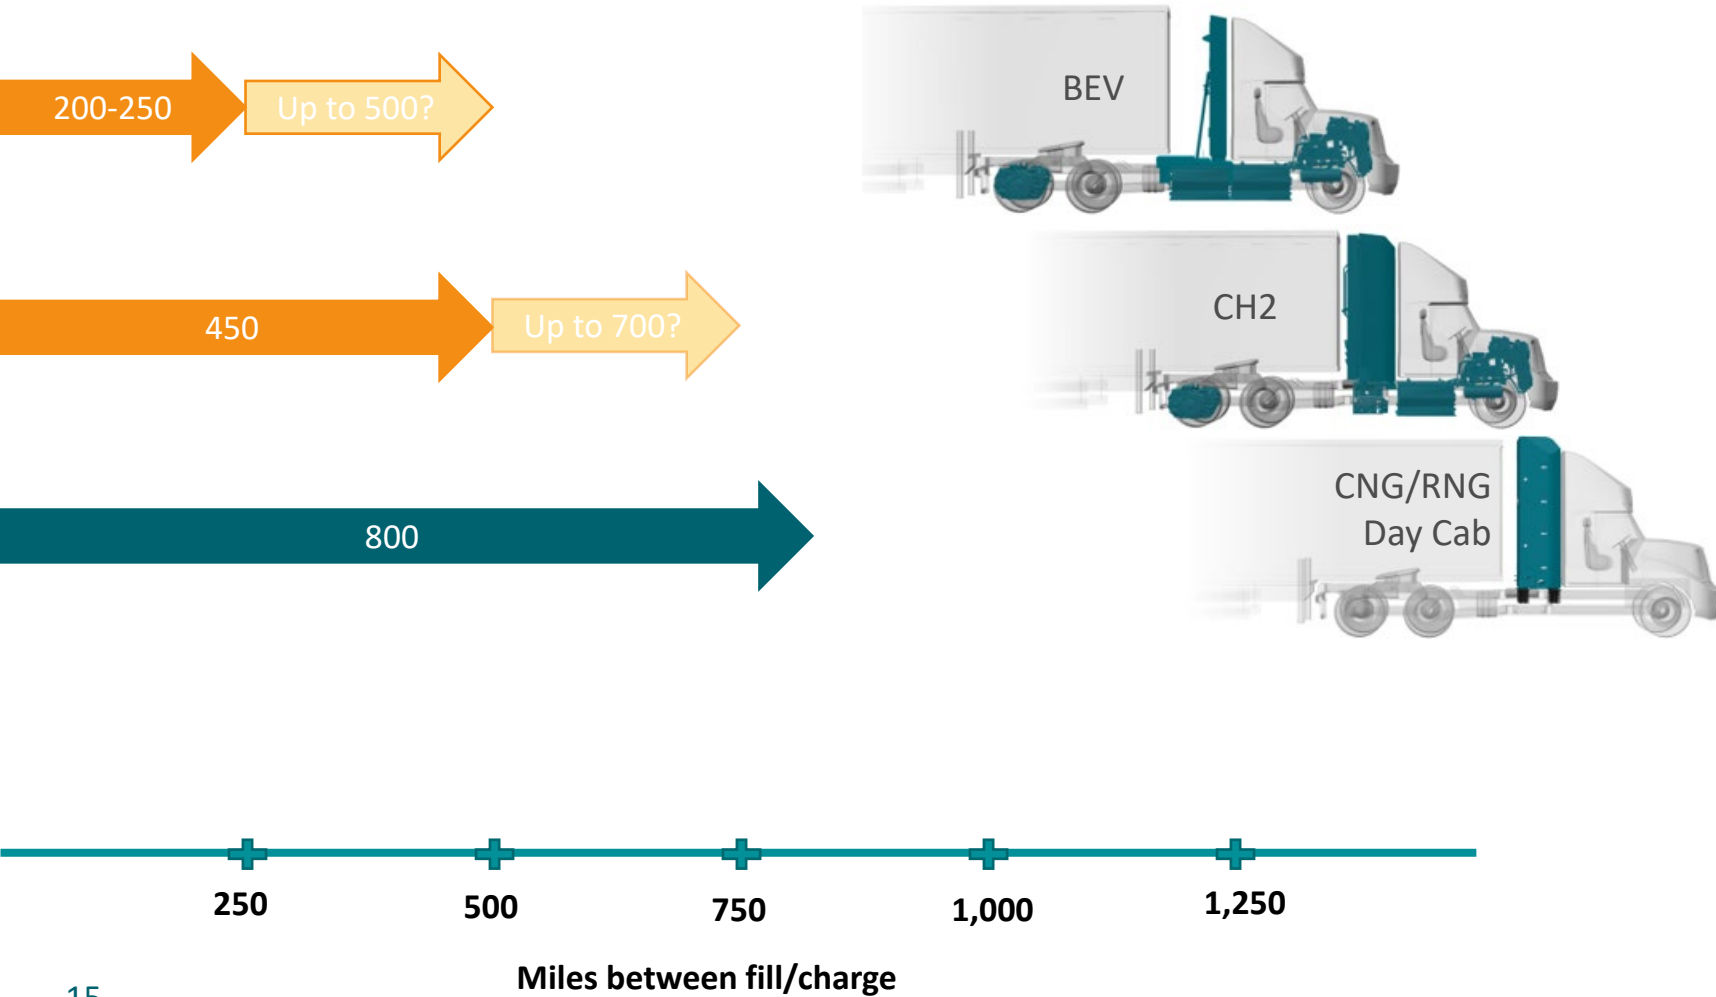 200-250
Up to 500?
BEV
450
Up to 700?
CH2
800
CNG/RNG
Day Cab
250
500
750
1,000
1,250
Miles between fill/charge
15